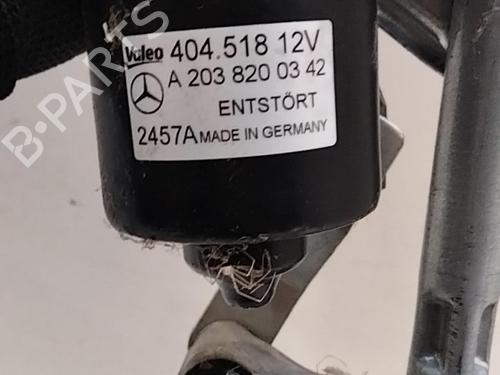 Valeo 404.518 12V
A 203 820 03 42
ENTSTÖRT
2457A MADE IN GERMANY
B-PARTS